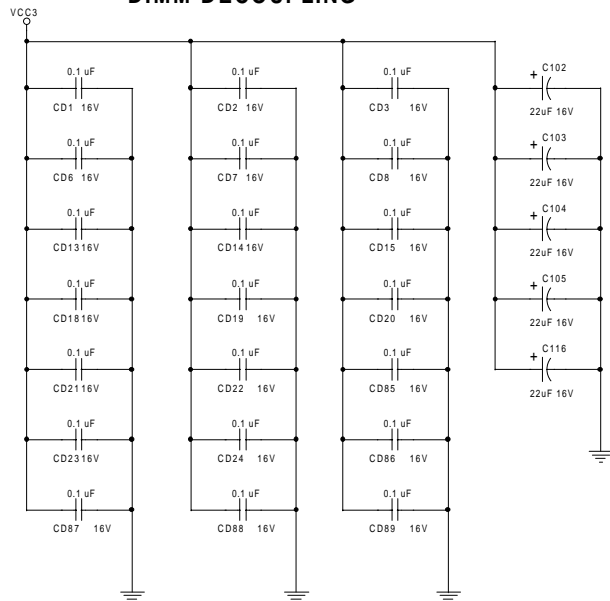 DIMM DECOUPLING
VCC3
0.1 uF
CD1 16V
0.1 uF
CD2 16V
0.1 uF
CD3 16V
+ C102
22uF 16V
0.1 uF
CD6 16V
0.1 uF
CD7 16V
0.1 uF
CD8 16V
+ C103
22uF 16V
0.1 uF
CD1316V
0.1 uF
CD1416V
0.1 uF
CD15 16V
+ C104
22uF 16V
0.1 uF
CD1816V
0.1 uF
CD19 16V
0.1 uF
CD20 16V
+ C105
22uF 16V
0.1 uF
CD2116V
0.1 uF
CD22 16V
0.1 uF
CD85 16V
+ C116
22uF 16V
0.1 uF
CD2316V
0.1 uF
CD24 16V
0.1 uF
CD86 16V
0.1 uF
CD87 16V
0.1 uF
CD88 16V
0.1 uF
CD89 16V